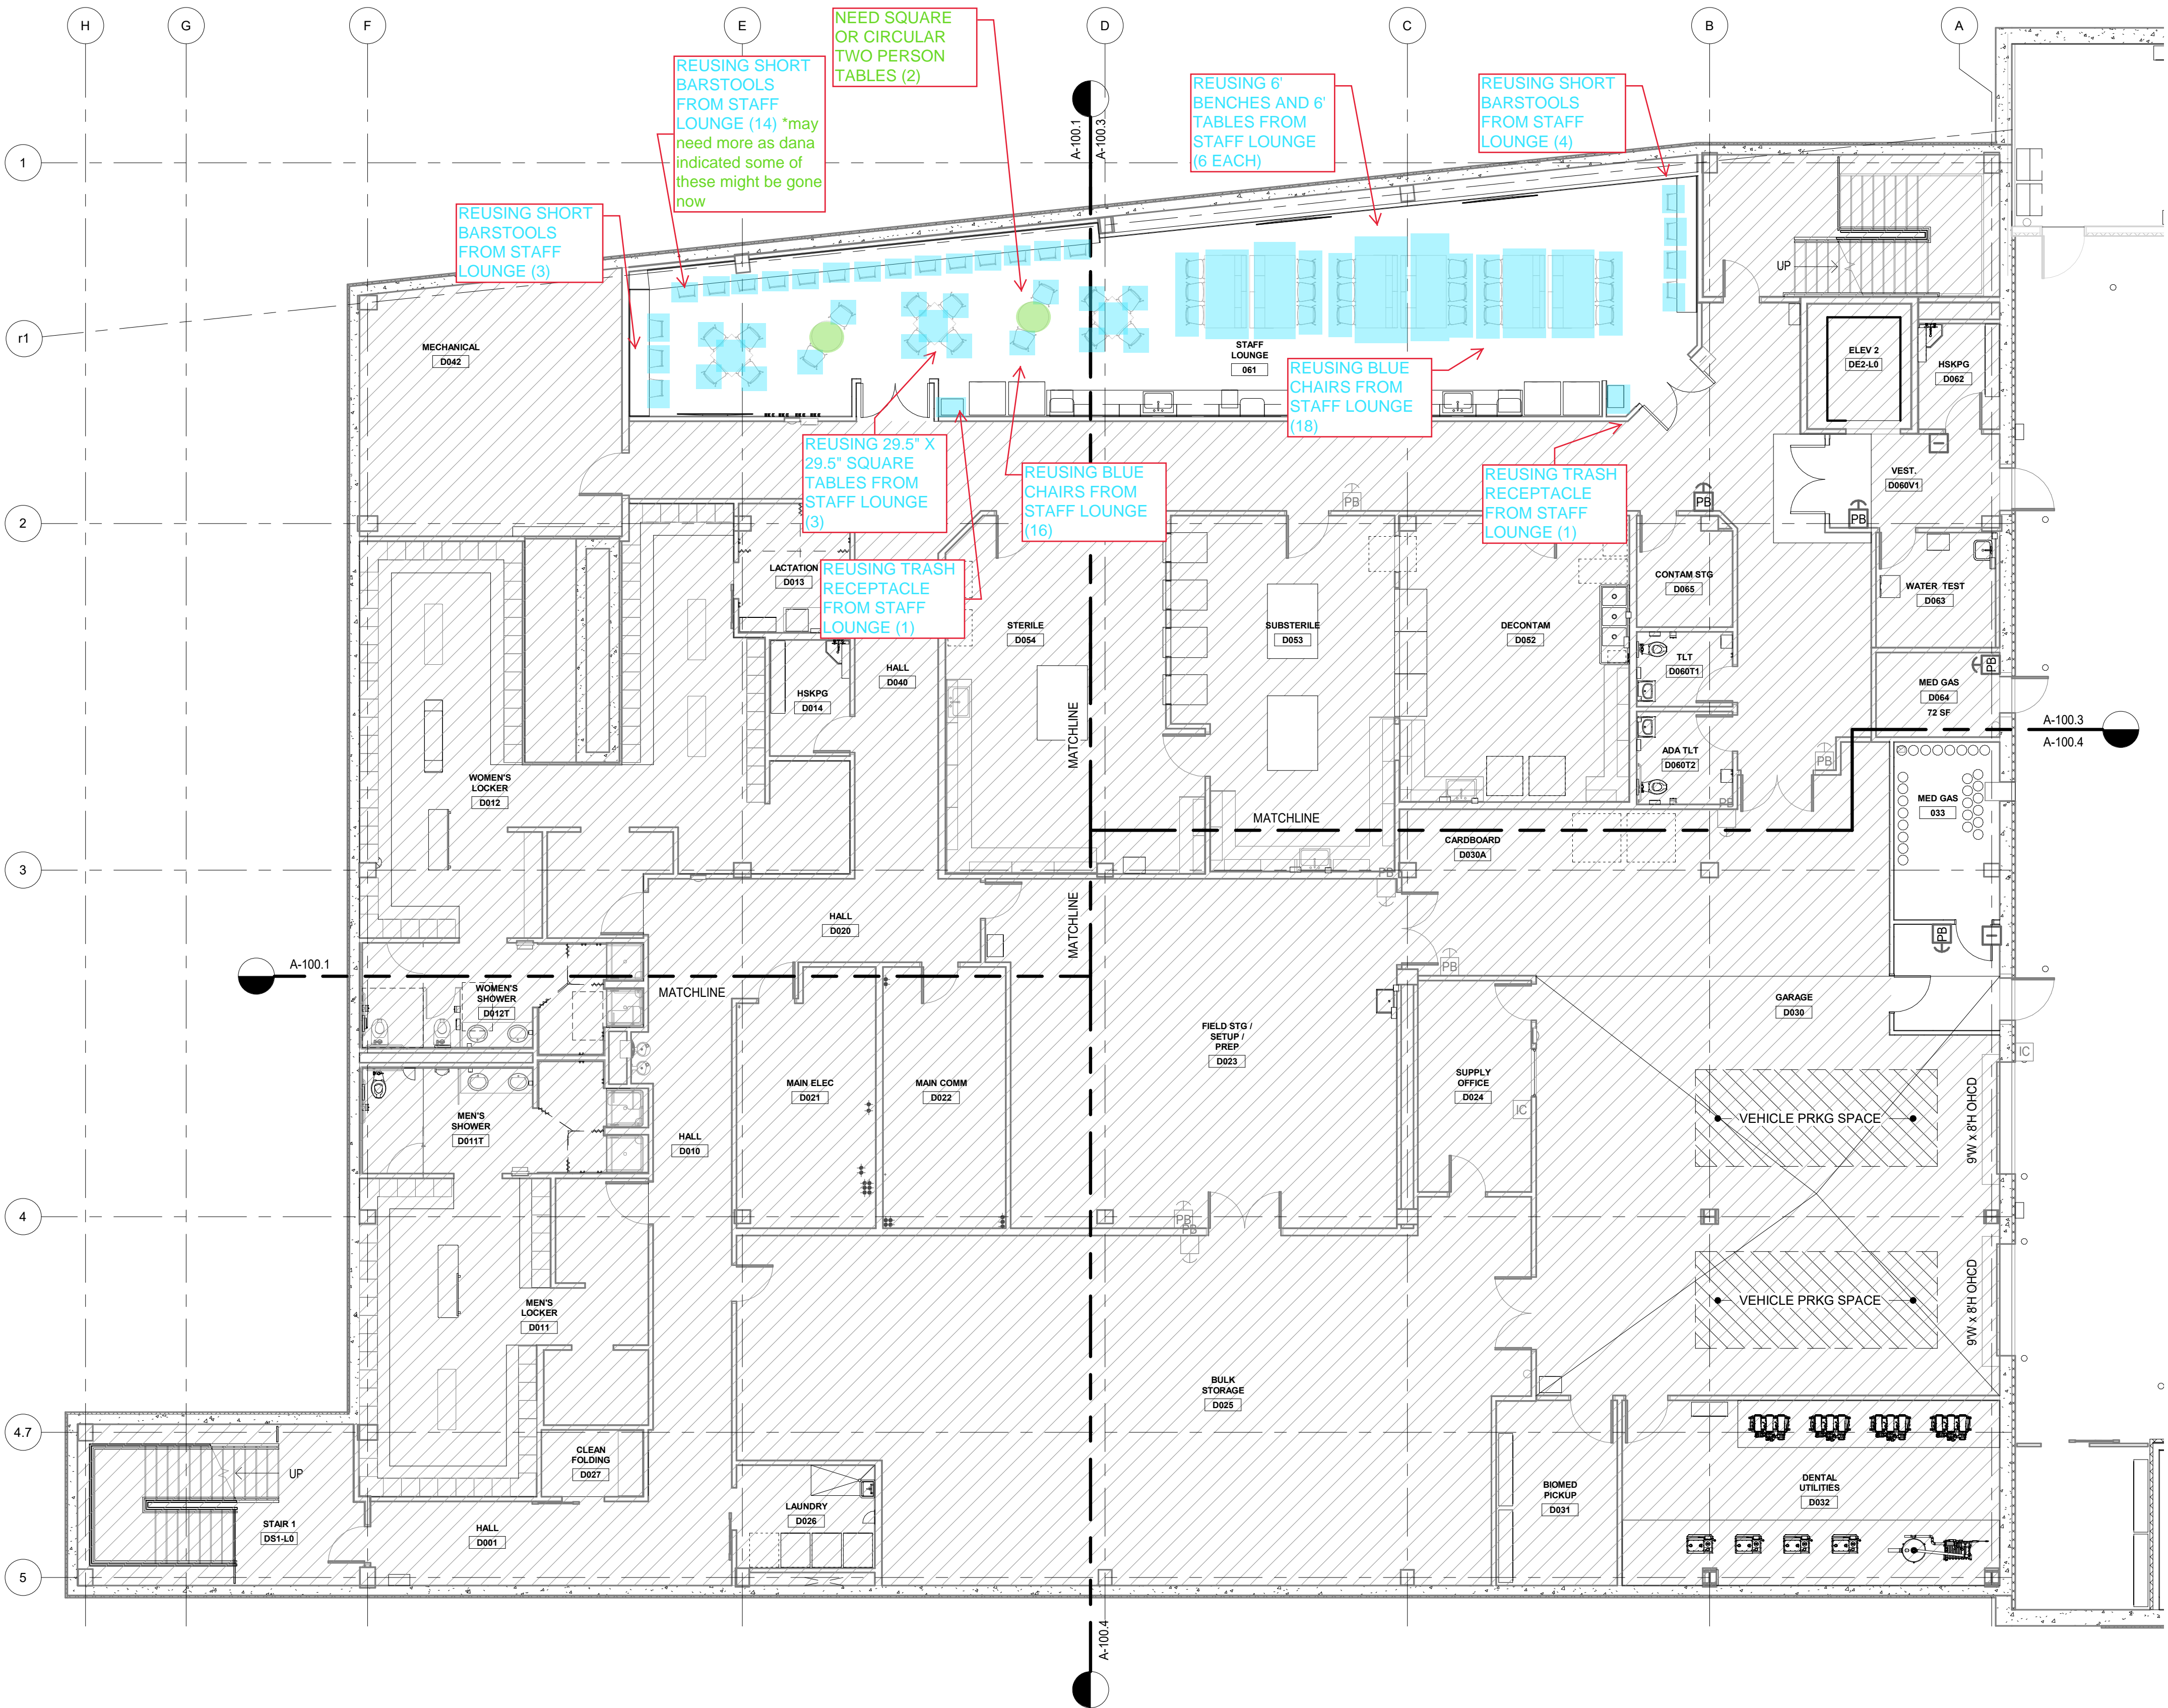 H
G
F
E
D
C
B
A
NEED SQUARE
OR CIRCULAR
TWO PERSON
TABLES (2)
REUSING SHORT
BARSTOOLS
FROM STAFF
LOUNGE (14) *may
need more as dana
indicated some of
these might be gone
now
REUSING 6'
BENCHES AND 6'
TABLES FROM
STAFF LOUNGE
(6 EACH)
REUSING SHORT
BARSTOOLS
FROM STAFF
LOUNGE (4)
A-100.1
A-100.3
1
REUSING SHORT
BARSTOOLS
FROM STAFF
LOUNGE (3)
UP
r1
MECHANICAL
D042
STAFF
LOUNGE
061
ELEV 2
DE2-L0
HSKPG
D062
REUSING BLUE
CHAIRS FROM
STAFF LOUNGE
(18)
REUSING 29.5" X
29.5" SQUARE
TABLES FROM
STAFF LOUNGE
(3)
REUSING BLUE
CHAIRS FROM
STAFF LOUNGE
(16)
REUSING TRASH
RECEPTACLE
FROM STAFF
LOUNGE (1)
VEST.
D060V1
PB
PB
PB
2
LACTATION
D013
REUSING TRASH
RECEPTACLE
FROM STAFF
LOUNGE (1)
CONTAM STG
D065
WATER TEST
D063
STERILE
D054
SUBSTERILE
D053
DECONTAM
D052
TLT
D060T1
HALL
D040
HSKPG
D014
MED GAS
D064
72 SF
PB
A-100.3
A-100.4
MATCHLINE
ADA TLT
D060T2
PB
PB
WOMEN'S
LOCKER
D012
MED GAS
033
MATCHLINE
CARDBOARD
D030A
3
PB
HALL
D020
MATCHLINE
PB
PB
A-100.1
MATCHLINE
WOMEN'S
SHOWER
D012T
GARAGE
D030
FIELD STG /
SETUP /
PREP
D023
IC
MAIN ELEC
D021
MAIN COMM
D022
SUPPLY
OFFICE
D024
IC
MEN'S
SHOWER
D011T
VEHICLE PRKG SPACE
9'W x 8'H OHCD
HALL
D010
4
PB
PB
MEN'S
LOCKER
D011
VEHICLE PRKG SPACE
9'W x 8'H OHCD
BULK
STORAGE
D025
4.7
CLEAN
FOLDING
D027
UP
BIOMED
PICKUP
D031
DENTAL
UTILITIES
D032
LAUNDRY
D026
STAIR 1
DS1-L0
HALL
D001
5
A-100.4